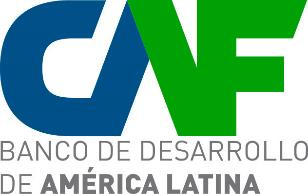 CAF
BANCO DE DESARROLLO
DE AMÉRICA LATINA